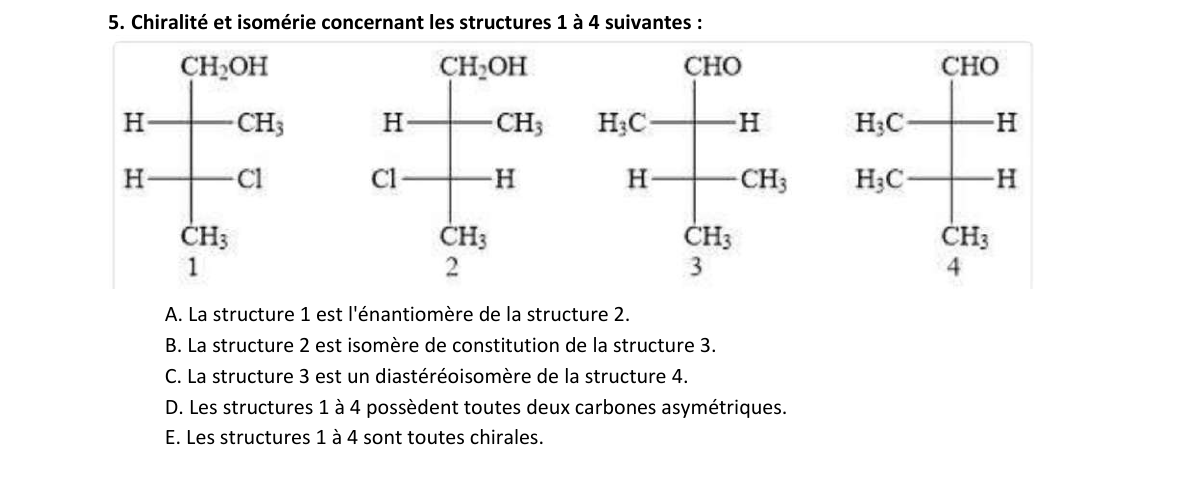 5. Chiralité et isomérie concernant les structures 1 à 4 suivantes :
CH₂OH CH₂OH CHO CHO
H CH₃ H CH₃ H₃C H H₃C H
H Cl Cl H H CH₃ H₃C H
CH₃ CH₃ CH₃ CH₃
1 2 3 4
A. La structure 1 est l'énantiomère de la structure 2.
B. La structure 2 est isomère de constitution de la structure 3.
C. La structure 3 est un diastéréoisomère de la structure 4.
D. Les structures 1 à 4 possèdent toutes deux carbones asymétriques.
E. Les structures 1 à 4 sont toutes chirales.